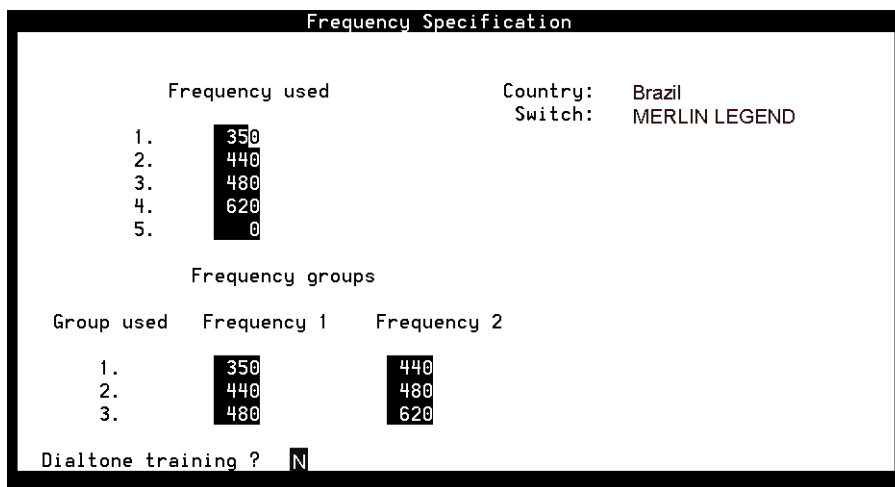 Frequency Specification
Frequency used Country: Brazil
Switch: MERLIN LEGEND
1. 350
2. 440
3. 480
4. 620
5. 0
Frequency groups
Group used Frequency 1 Frequency 2
1. 350 440
2. 440 480
3. 480 620
Dialtone training ? N